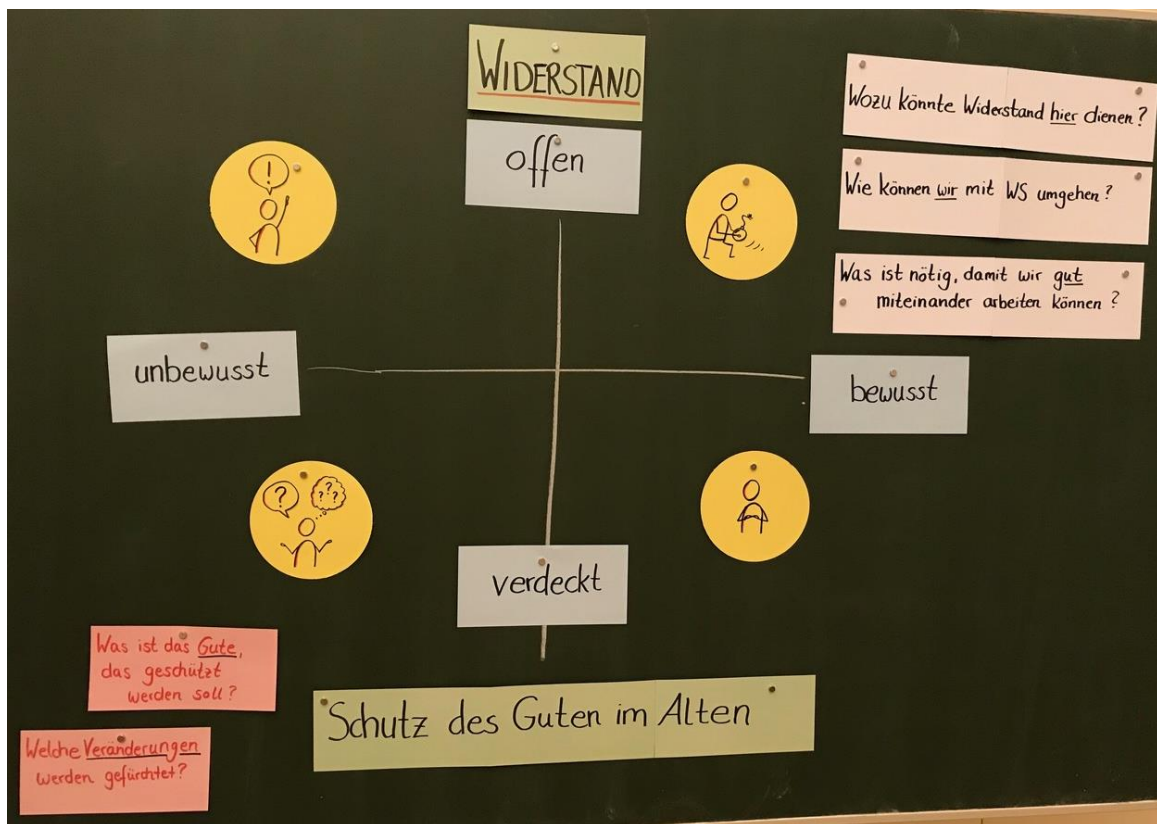 WIDERSTAND
offen
!
Wozu könnte Widerstand hier dienen?
Wie können wir mit WS umgehen?
Was ist nötig, damit wir gut
miteinander arbeiten können?
unbewusst
bewusst
?
? ? ?
verdeckt
Was ist das Gute,
das geschützt
werden soll?
Schutz des Guten im Alten
Welche Veränderungen
werden gefürchtet?